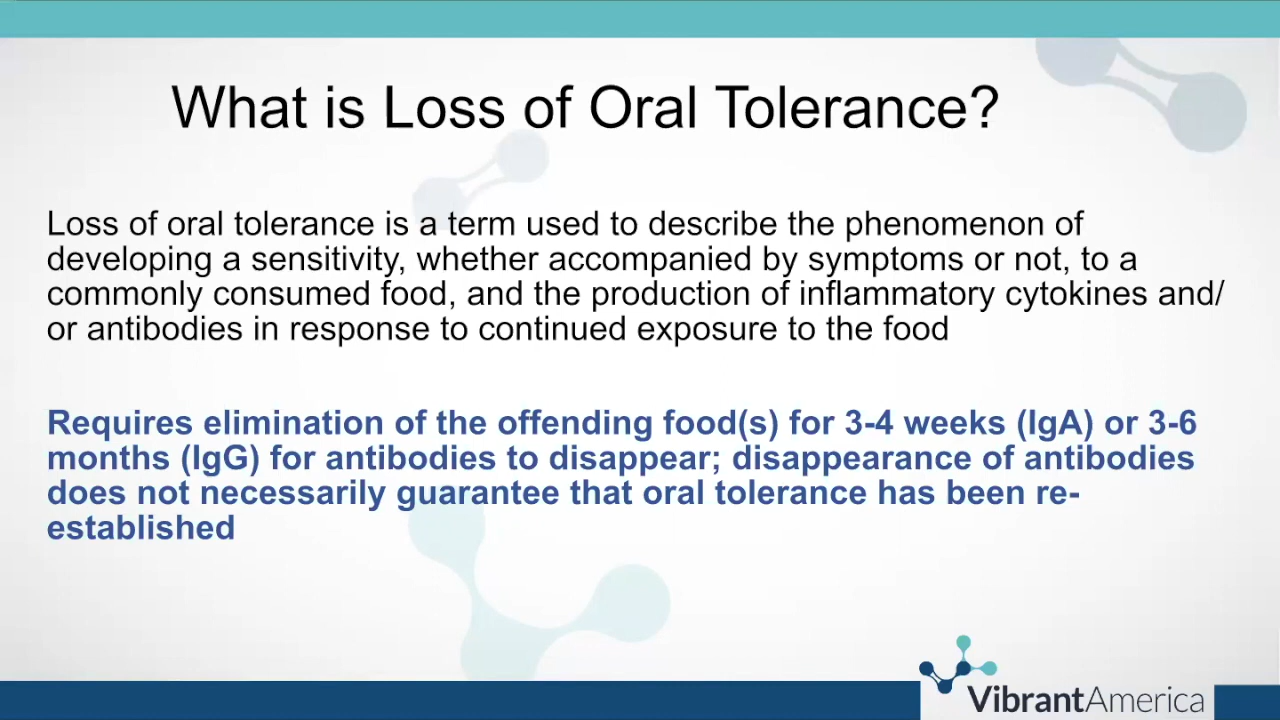 What is Loss of Oral Tolerance?
Loss of oral tolerance is a term used to describe the phenomenon of
developing a sensitivity, whether accompanied by symptoms or not, to a
commonly consumed food, and the production of inflammatory cytokines and/
or antibodies in response to continued exposure to the food
Requires elimination of the offending food(s) for 3-4 weeks (IgA) or 3-6
months (IgG) for antibodies to disappear; disappearance of antibodies
does not necessarily guarantee that oral tolerance has been re-
established
VibrantAmerica